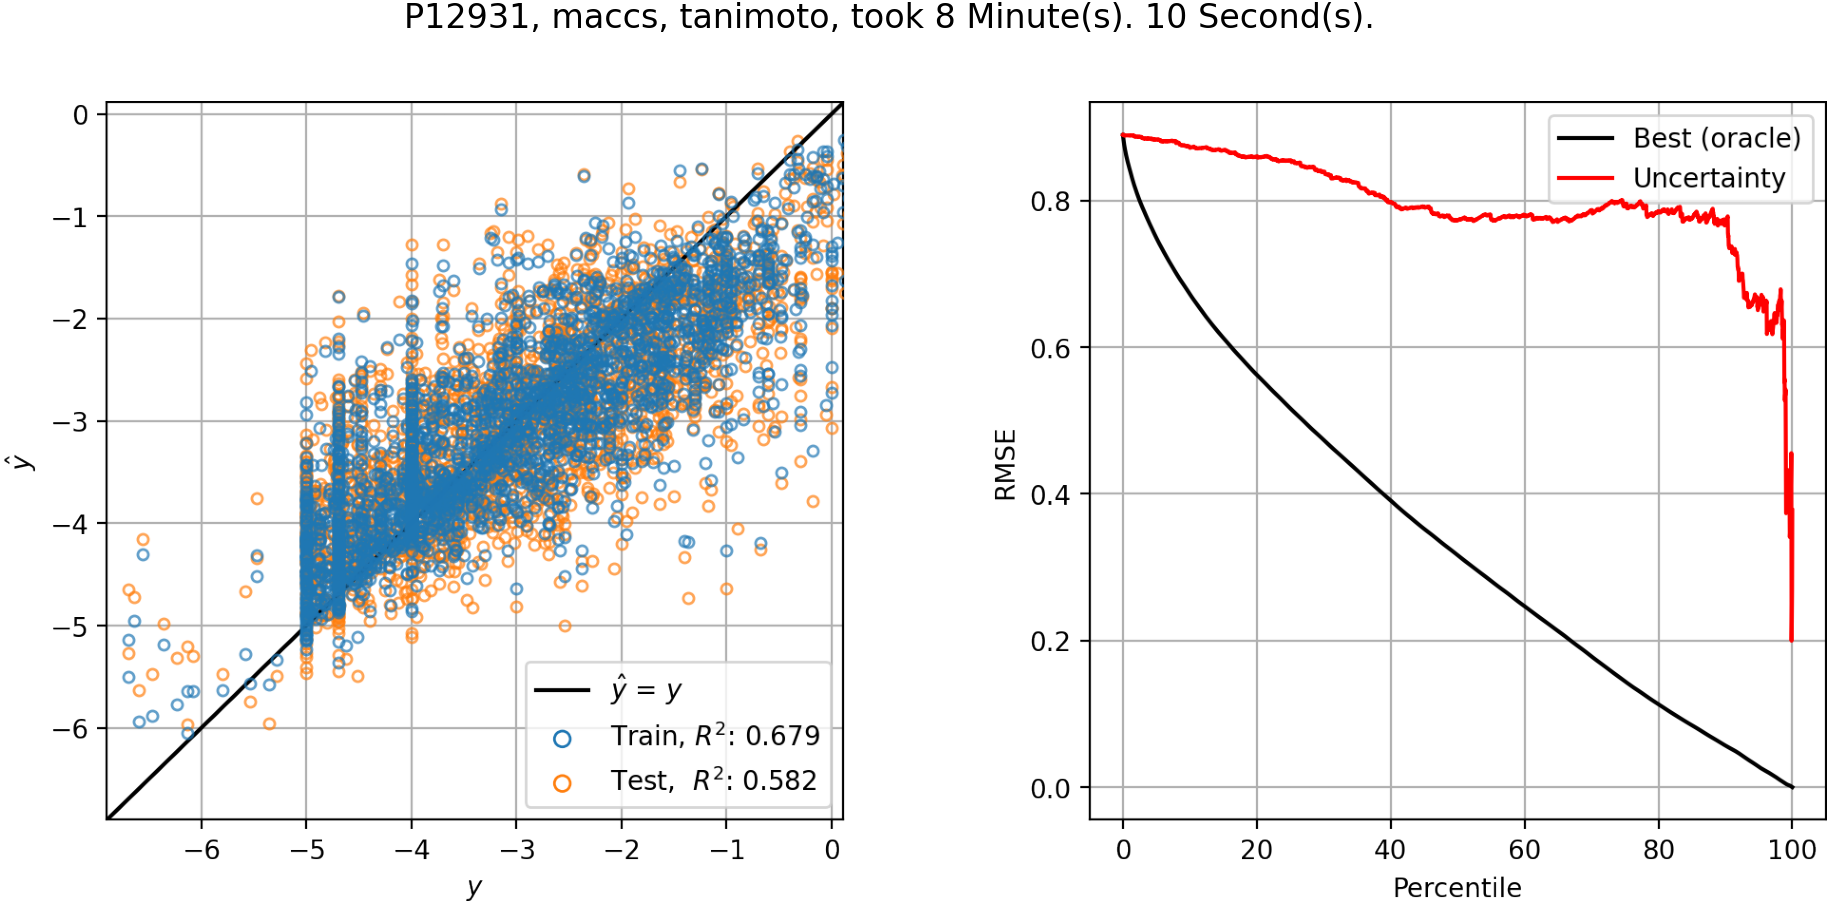 P12931, maccs, tanimoto, took 8 Minute(s). 10 Second(s).
0
−1
−2
−3
−4
−5
−6
ŷ
−6 −5 −4 −3 −2 −1 0
y
ŷ = y
Train, R²: 0.679
Test, R²: 0.582
0.8
0.6
0.4
0.2
0.0
RMSE
0 20 40 60 80 100
Percentile
Best (oracle)
Uncertainty